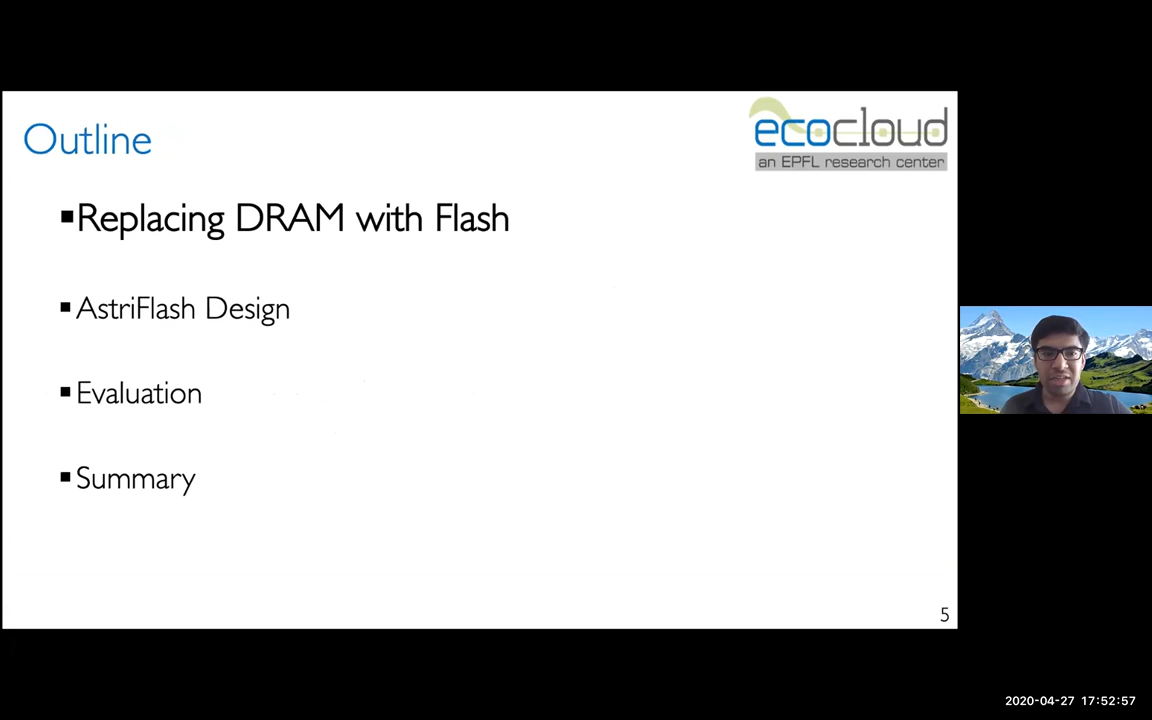 Outline
ecocloud
an EPFL research center
▪Replacing DRAM with Flash
▪AstriFlash Design
▪Evaluation
▪Summary
5
2020-04-27 17:52:57